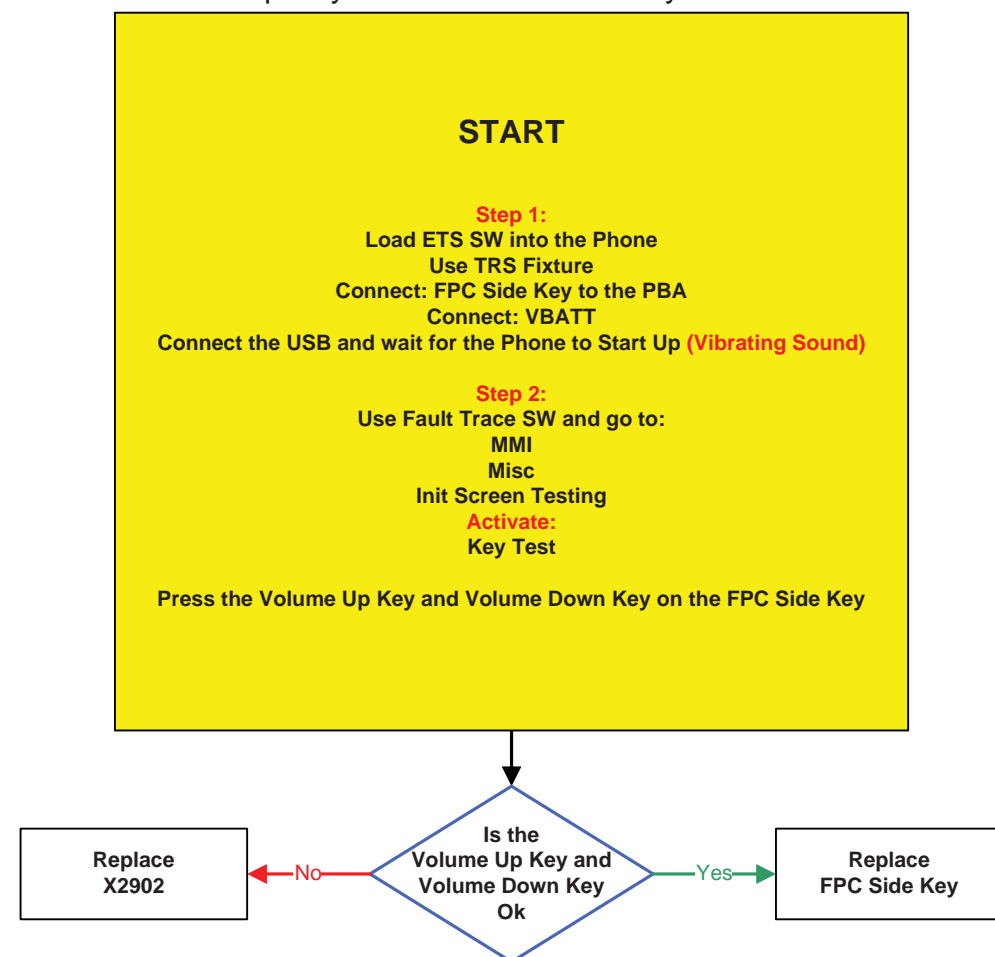 START
Step 1:
Load ETS SW into the Phone
Use TRS Fixture
Connect: FPC Side Key to the PBA
Connect: VBATT
Connect the USB and wait for the Phone to Start Up (Vibrating Sound)
Step 2:
Use Fault Trace SW and go to:
MMI
Misc
Init Screen Testing
Activate:
Key Test
Press the Volume Up Key and Volume Down Key on the FPC Side Key
Is the
Volume Up Key and
Volume Down Key
Ok
Replace
X2902
No
Yes
Replace
FPC Side Key